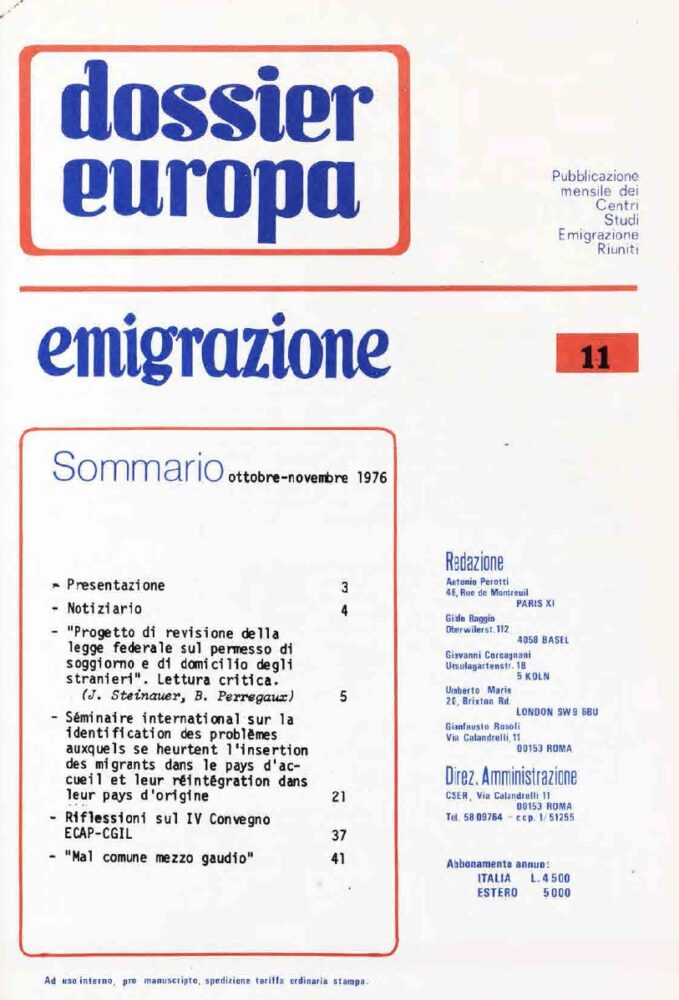 dossier
europa
Pubblicazione
mensile dei
Centri
Studi
Emigrazione
Riuniti
emigrazione
11
Sommario ottobre-novembre 1976
- Presentazione 3
- Notiziario 4
- "Progetto di revisione della
legge federale sul permesso di
soggiorno e di domicilio degli
stranieri". Lettura critica.
(J. Steinauer, B. Perregaux) 5
- Séminaire international sur la
identification des problèmes
auxquels se heurtent l'insertion
des migrants dans le pays d'ac-
cueil et leur réintégration dans
leur pays d'origine 21
- Riflessioni sul IV Convegno
ECAP-CGIL 37
- "Mal comune mezzo gaudio" 41
Redazione
Antonio Perotti
46, Rue de Montreuil
PARIS XI
Gildo Baggio
Oberwilerst. 112
4058 BASEL
Giovanni Corcagnani
Ursulagartenstr. 18
5 KOLN
Umberto Marin
20, Brixton Rd
LONDON SW9 6BU
Gianfausto Rosoli
Via Calandrelli, 11
00153 ROMA
Direz. Amministrazione
CSER, Via Calandrelli 11
00153 ROMA
Tel. 5809764 - c.c.p. 1/51255
Abbonamento annuo:
ITALIA L. 4500
ESTERO 5000
Ad uso interno, pro manuscripto, spedizione tariffa ordinaria stampa.